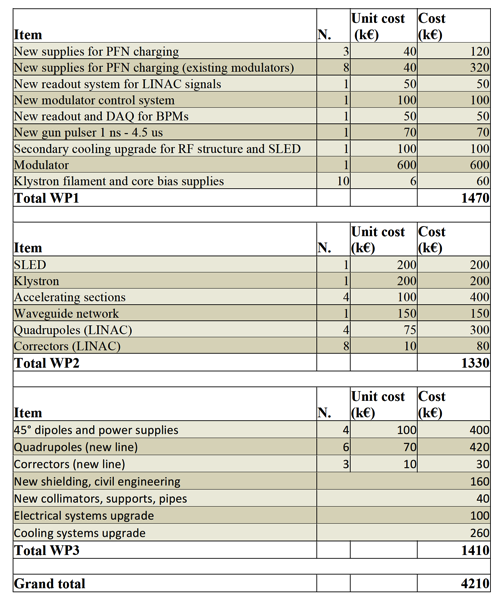 Item N. Unit cost (k€) Cost (k€)
New supplies for PFN charging 3 40 120
New supplies for PFN charging (existing modulators) 8 40 320
New readout system for LINAC signals 1 50 50
New modulator control system 1 100 100
New readout and DAQ for BPMs 1 50 50
New gun pulser 1 ns - 4.5 us 1 70 70
Secondary cooling upgrade for RF structure and SLED 1 100 100
Modulator 1 600 600
Klystron filament and core bias supplies 10 6 60
Total WP1 1470
Item N. Unit cost (k€) Cost (k€)
SLED 1 200 200
Klystron 1 200 200
Accelerating sections 4 100 400
Waveguide network 1 150 150
Quadrupoles (LINAC) 4 75 300
Correctors (LINAC) 8 10 80
Total WP2 1330
Item N. Unit cost (k€) Cost (k€)
45° dipoles and power supplies 4 100 400
Quadrupoles (new line) 6 70 420
Correctors (new line) 3 10 30
New shielding, civil engineering 160
New collimators, supports, pipes 40
Electrical systems upgrade 100
Cooling systems upgrade 260
Total WP3 1410
Grand total 4210